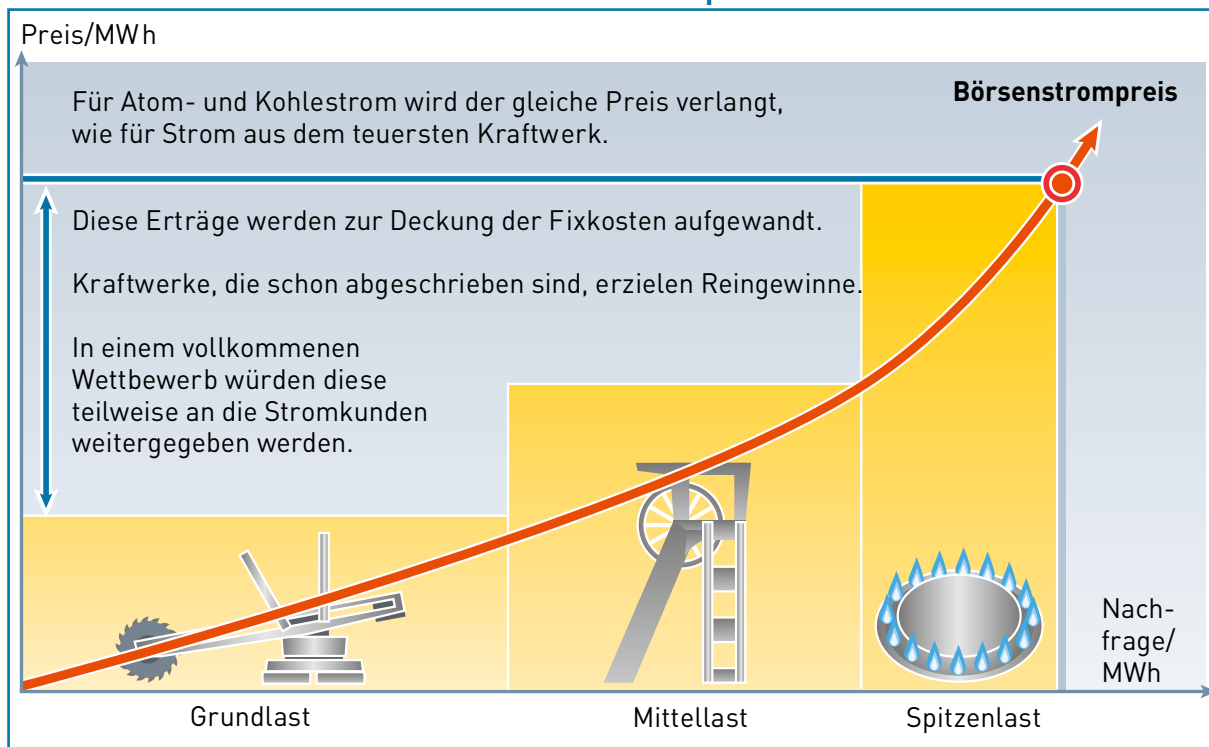 Preis/MWh
Für Atom- und Kohlestrom wird der gleiche Preis verlangt,
wie für Strom aus dem teuersten Kraftwerk.
Börsenstrompreis
Diese Erträge werden zur Deckung der Fixkosten aufgewandt.
Kraftwerke, die schon abgeschrieben sind, erzielen Reingewinne.
In einem vollkommenen
Wettbewerb würden diese
teilweise an die Stromkunden
weitergegeben werden.
Nach-
frage/
MWh
Grundlast
Mittellast
Spitzenlast